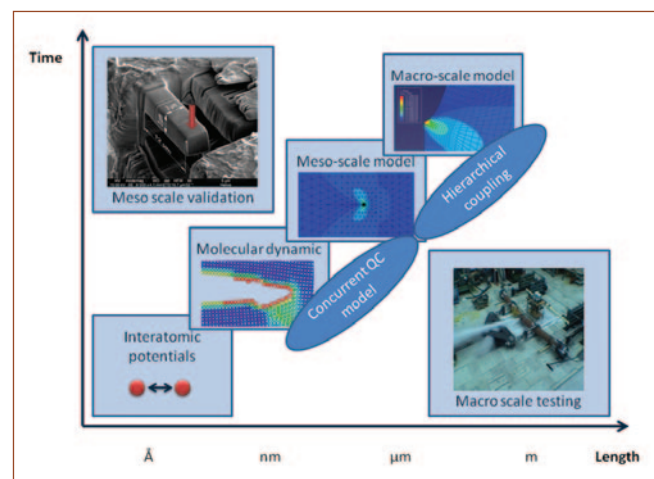 Time
Macro-scale model
Meso-scale model
Hierarchical
coupling
Meso scale validation
Molecular dynamic
Concurrent QC
model
Interatomic
potentials
Macro scale testing
Å
nm
μm
m
Length